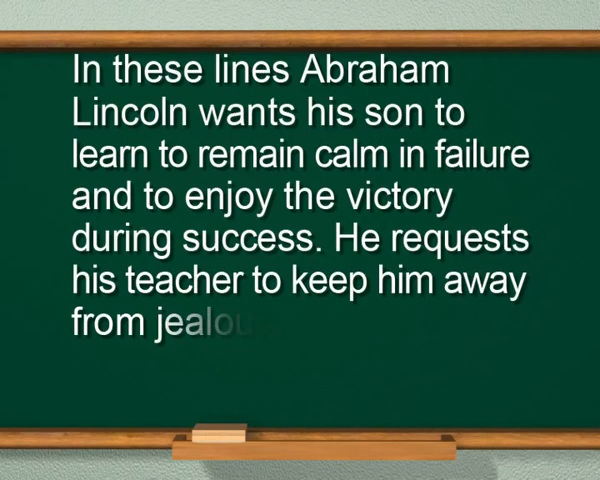 In these lines Abraham
Lincoln wants his son to
learn to remain calm in failure
and to enjoy the victory
during success. He requests
his teacher to keep him away
from jealou